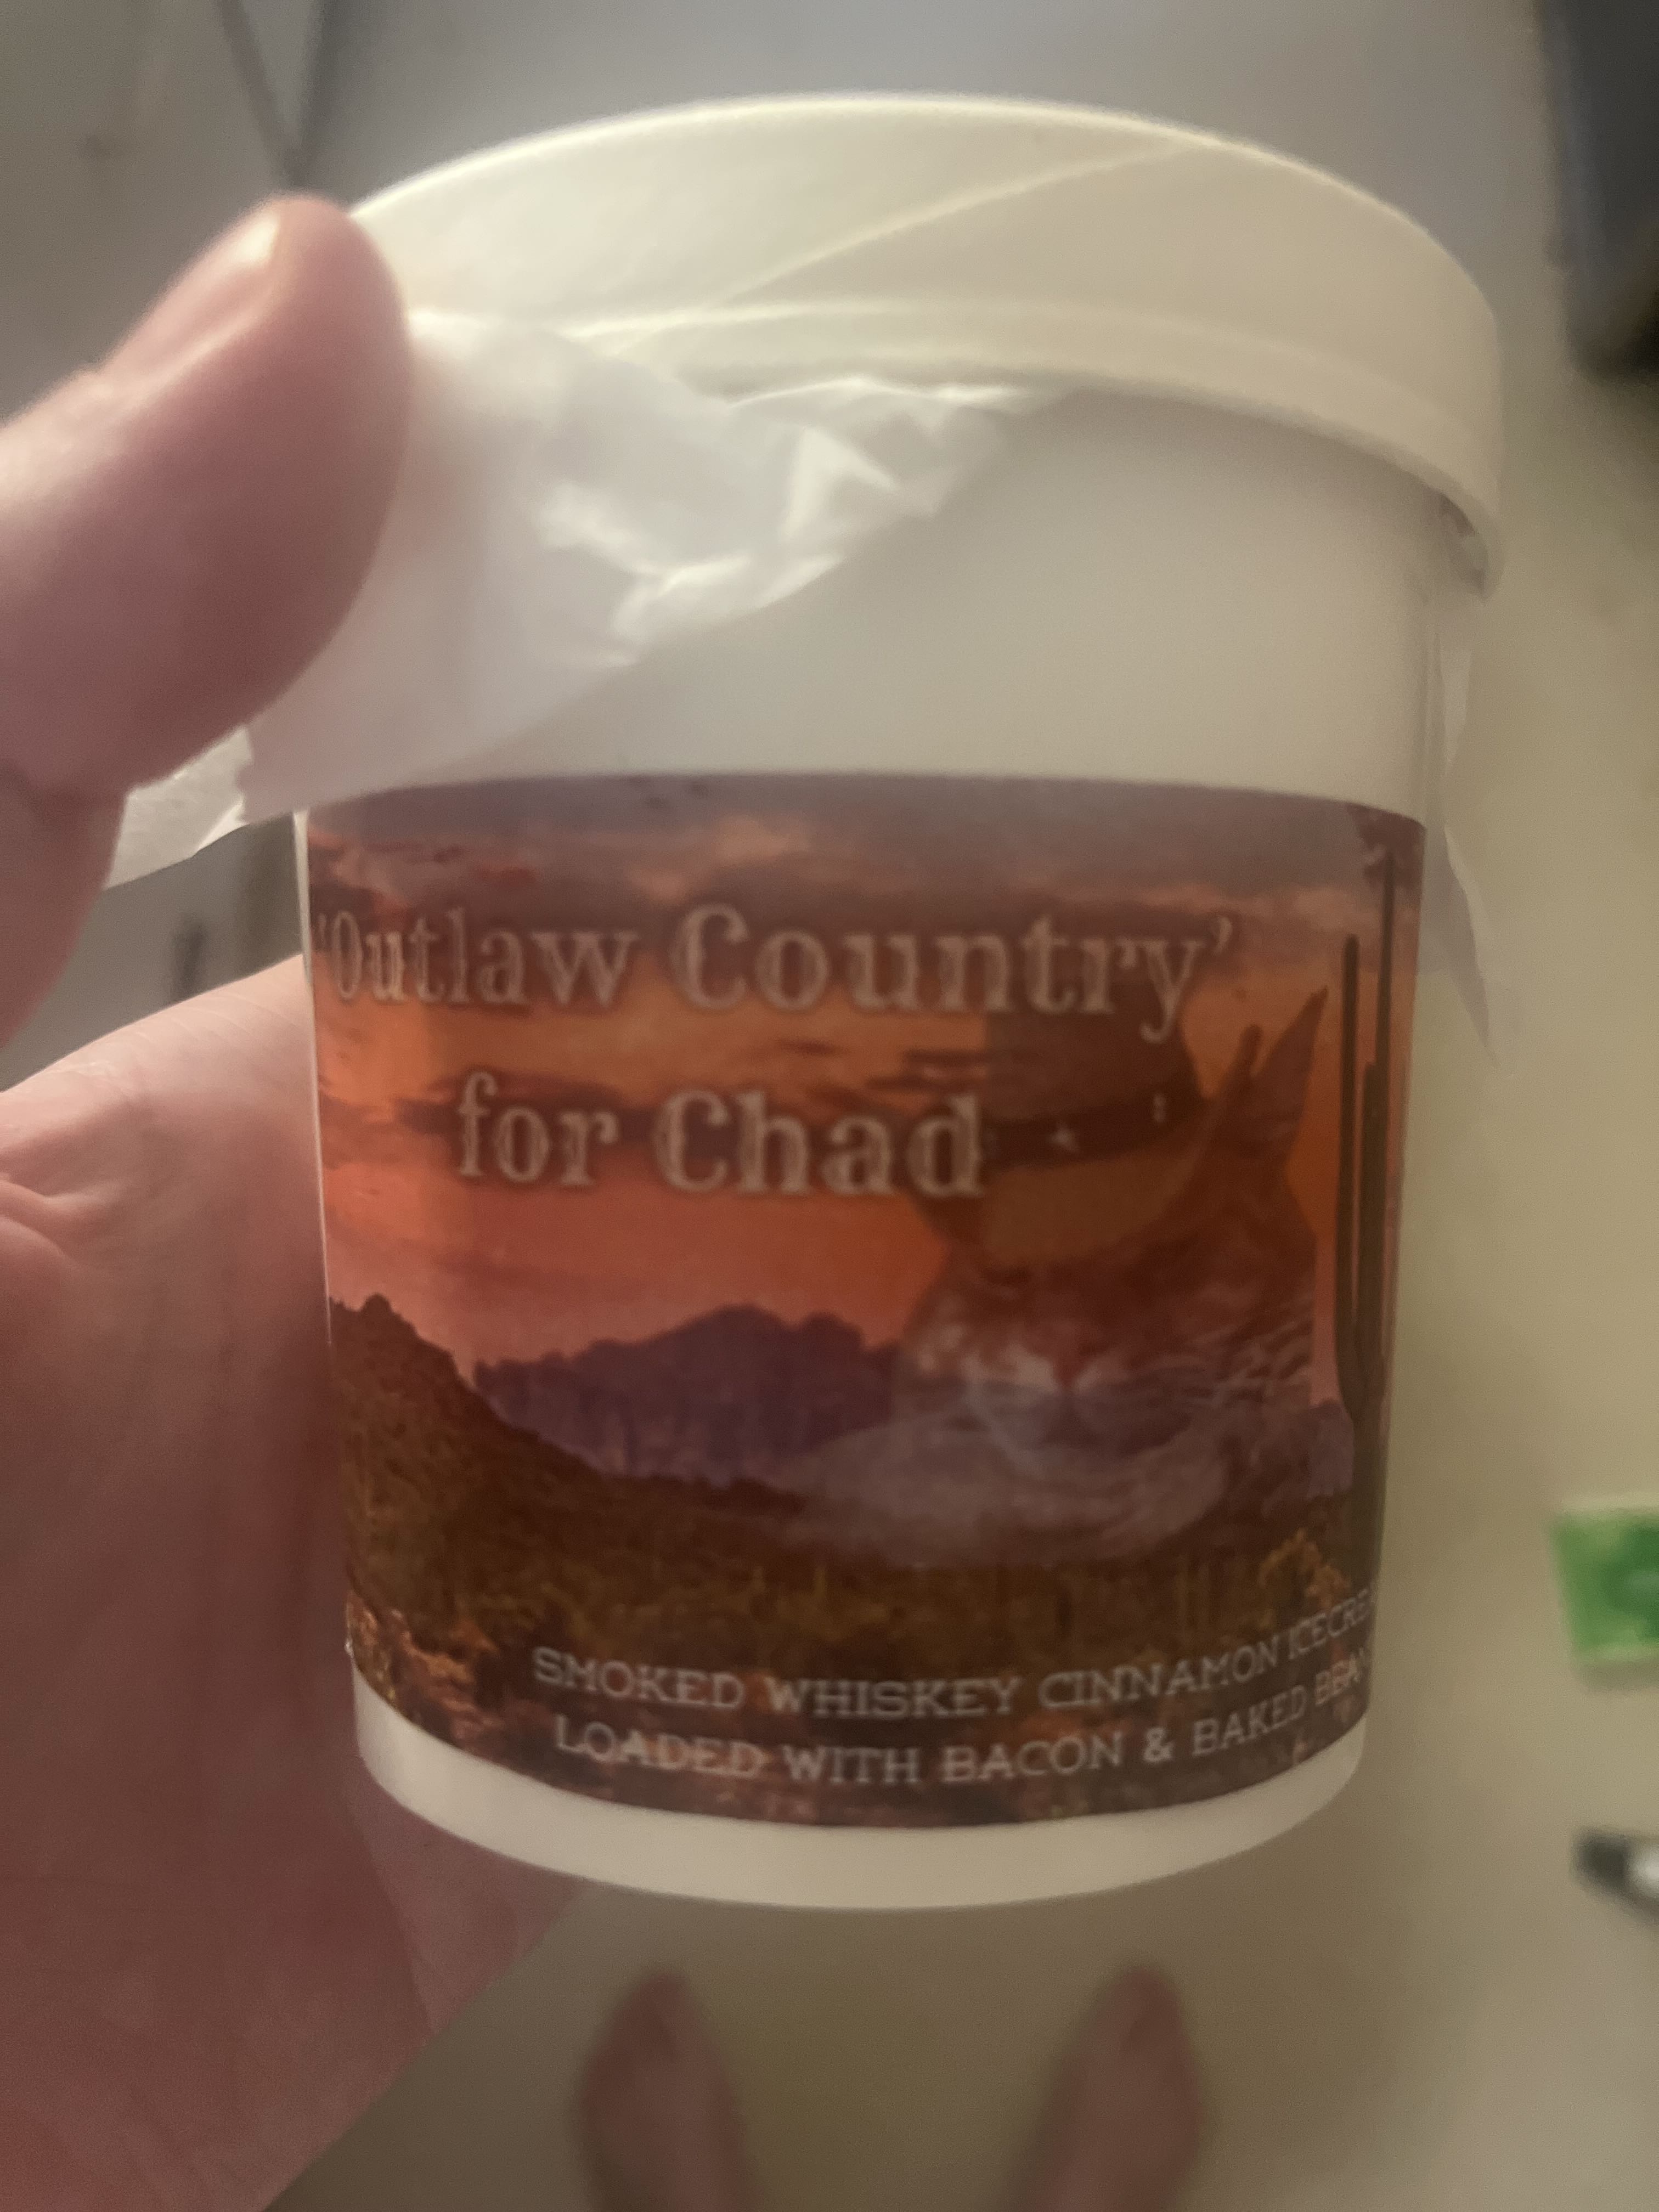 'Outlaw Country'
for Chad
SMOKED WHISKEY CINNAMON
LOADED WITH BACON & BAKED